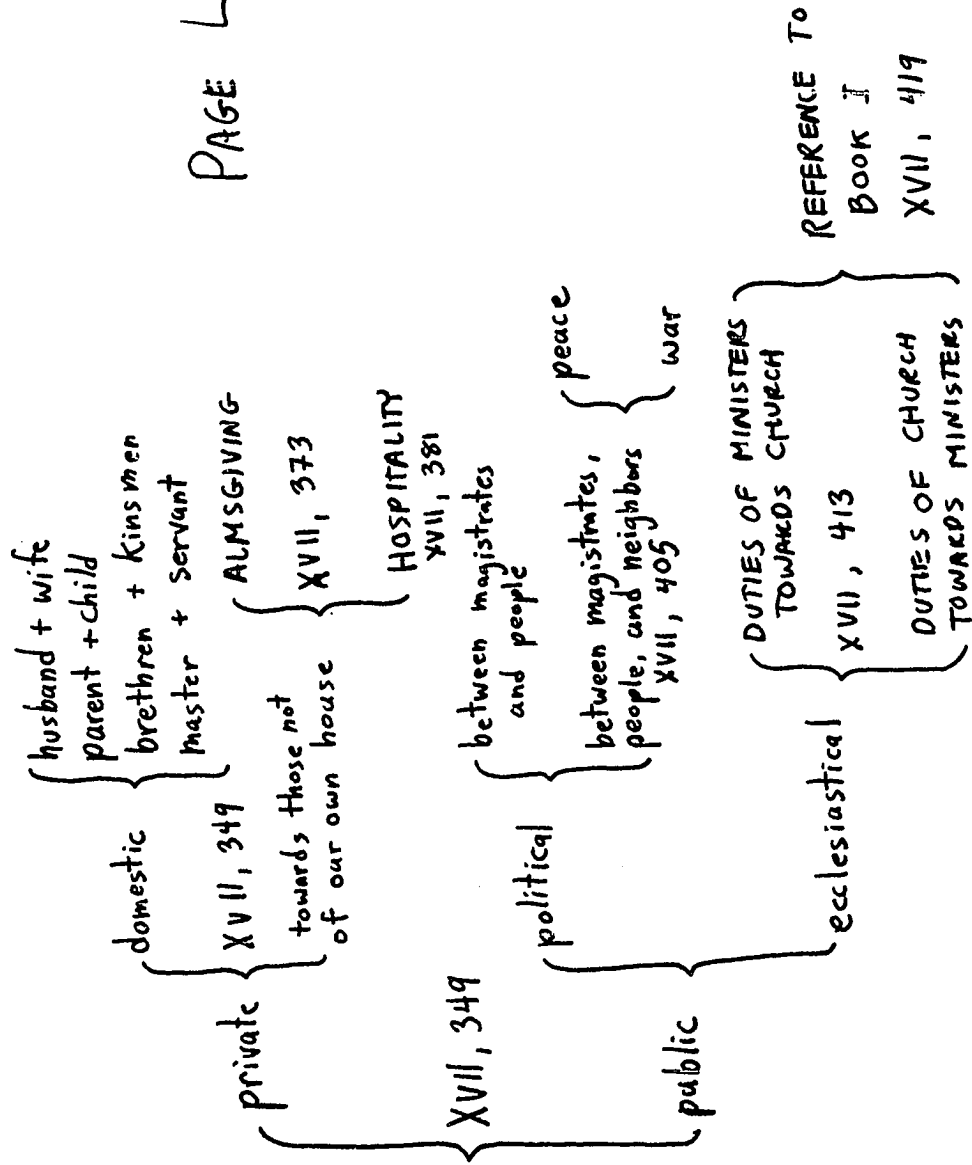 PAGE L
husband + wife
parent + child
brethren + kinsmen
master + servant
domestic
XVII, 349
towards those not
of our own house
ALMSGIVING
XVII, 373
HOSPITALITY
XVII, 381
private
XVII, 349
public
political
between magistrates
and people
between magistrates,
people, and neighbors
XVII, 405
peace
war
ecclesiastical
DUTIES OF MINISTERS
TOWARDS CHURCH
XVII, 413
DUTIES OF CHURCH
TOWARDS MINISTERS
REFERENCE TO
BOOK II
XVII, 419